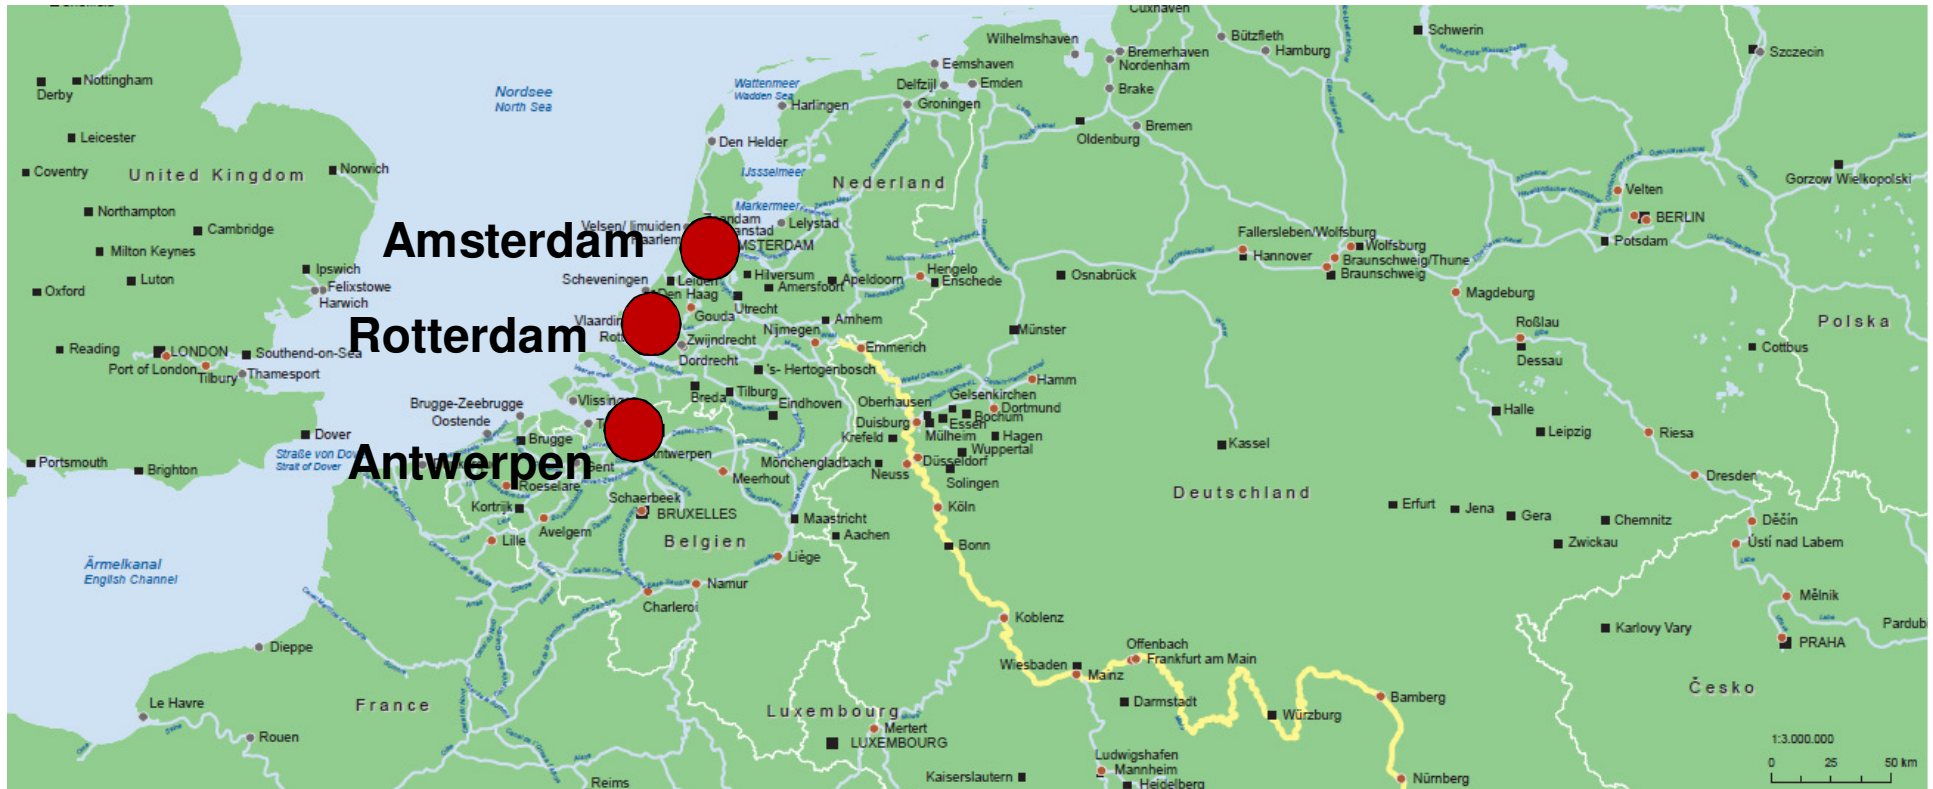 Cuxhaven
Nottingham
Derby
Leicester
Coventry
United Kingdom
Norwich
Northampton
Cambridge
Milton Keynes
Luton
Oxford
Ipswich
Felixstowe
Harwich
Reading
LONDON
Port of London
Tilbury
Southend-on-Sea
Thamesport
Dover
Portsmouth
Brighton
Nordsee
North Sea
Wattenmeer
Wadden Sea
Harlingen
Den Helder
IJssselmeer
Markermeer
Nederland
Lelystad
Velsen/ Ijmuiden
Amsterdam
Scheveningen
Leiden
Den Haag
Hilversum
Amersfoort
Apeldoorn
Hengelo
Enschede
Utrecht
Gouda
Rotterdam
Zwijndrecht
Dordrecht
Nijmegen
Arnhem
Emmerich
's- Hertogenbosch
Breda
Tilburg
Eindhoven
Brugge-Zeebrugge
Oostende
Brugge
Strait of Dover
Antwerpen
Gent
Antwerpen
Meerhout
Roeselare
Kortrijk
Avelgem
Lille
Schaerbeek
BRUXELLES
Belgien
Maastricht
Aachen
Liège
Namur
Charleroi
Ärmelkanal
English Channel
Dieppe
Le Havre
Rouen
France
Reims
Luxembourg
Mertert
LUXEMBOURG
Wilhelmshaven
Bremerhaven
Nordenham
Brake
Bremen
Oldenburg
Eemshaven
Delfzijl
Emden
Groningen
Bützfleth
Hamburg
Schwerin
Szczecin
Gorzow Wielkopolski
Velten
BERLIN
Potsdam
Fallersleben/Wolfsburg
Wolfsburg
Hannover
Braunschweig/Thune
Braunschweig
Osnabrück
Magdeburg
Münster
Roßlau
Dessau
Polska
Cottbus
Hamm
Oberhausen
Gelsenkirchen
Dortmund
Bochum
Essen
Duisburg
Mülheim
Hagen
Krefeld
Wuppertal
Mönchengladbach
Düsseldorf
Neuss
Solingen
Kassel
Halle
Leipzig
Riesa
Dresden
Köln
Bonn
Deutschland
Erfurt
Jena
Gera
Chemnitz
Zwickau
Děčín
Ústí nad Labem
Mělnik
Karlovy Vary
PRAHA
Pardub
Česko
Koblenz
Wiesbaden
Mainz
Offenbach
Frankfurt am Main
Darmstadt
Würzburg
Bamberg
Nürnberg
Ludwigshafen
Mannheim
Heidelberg
Kaiserslautern
1:3.000.000
0 25 50 km